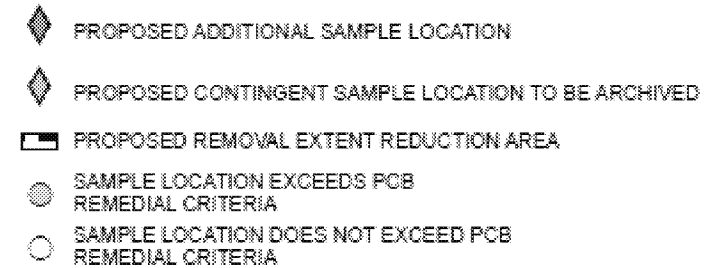 PROPOSED ADDITIONAL SAMPLE LOCATION
PROPOSED CONTINGENT SAMPLE LOCATION TO BE ARCHIVED
PROPOSED REMOVAL EXTENT REDUCTION AREA
SAMPLE LOCATION EXCEEDS PCB
REMEDIAL CRITERIA
SAMPLE LOCATION DOES NOT EXCEED PCB
REMEDIAL CRITERIA